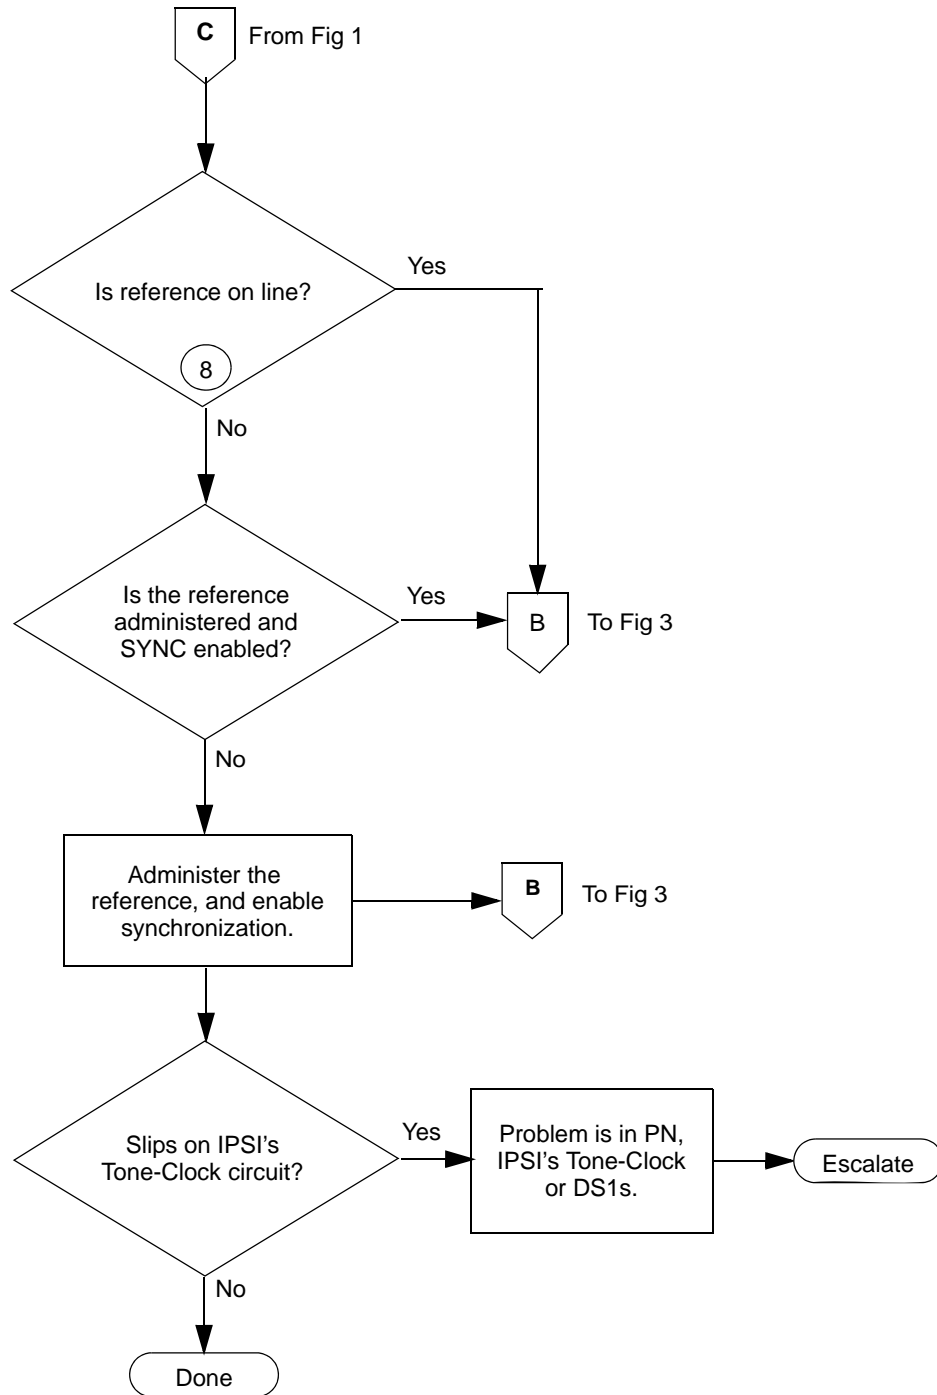 C
From Fig 1
Is reference on line?
Yes
8
No
Is the reference
administered and
SYNC enabled?
Yes
B
To Fig 3
No
Administer the
reference, and enable
synchronization.
B
To Fig 3
Slips on IPSI's
Tone-Clock circuit?
Yes
Problem is in PN,
IPSI's Tone-Clock
or DS1s.
Escalate
No
Done